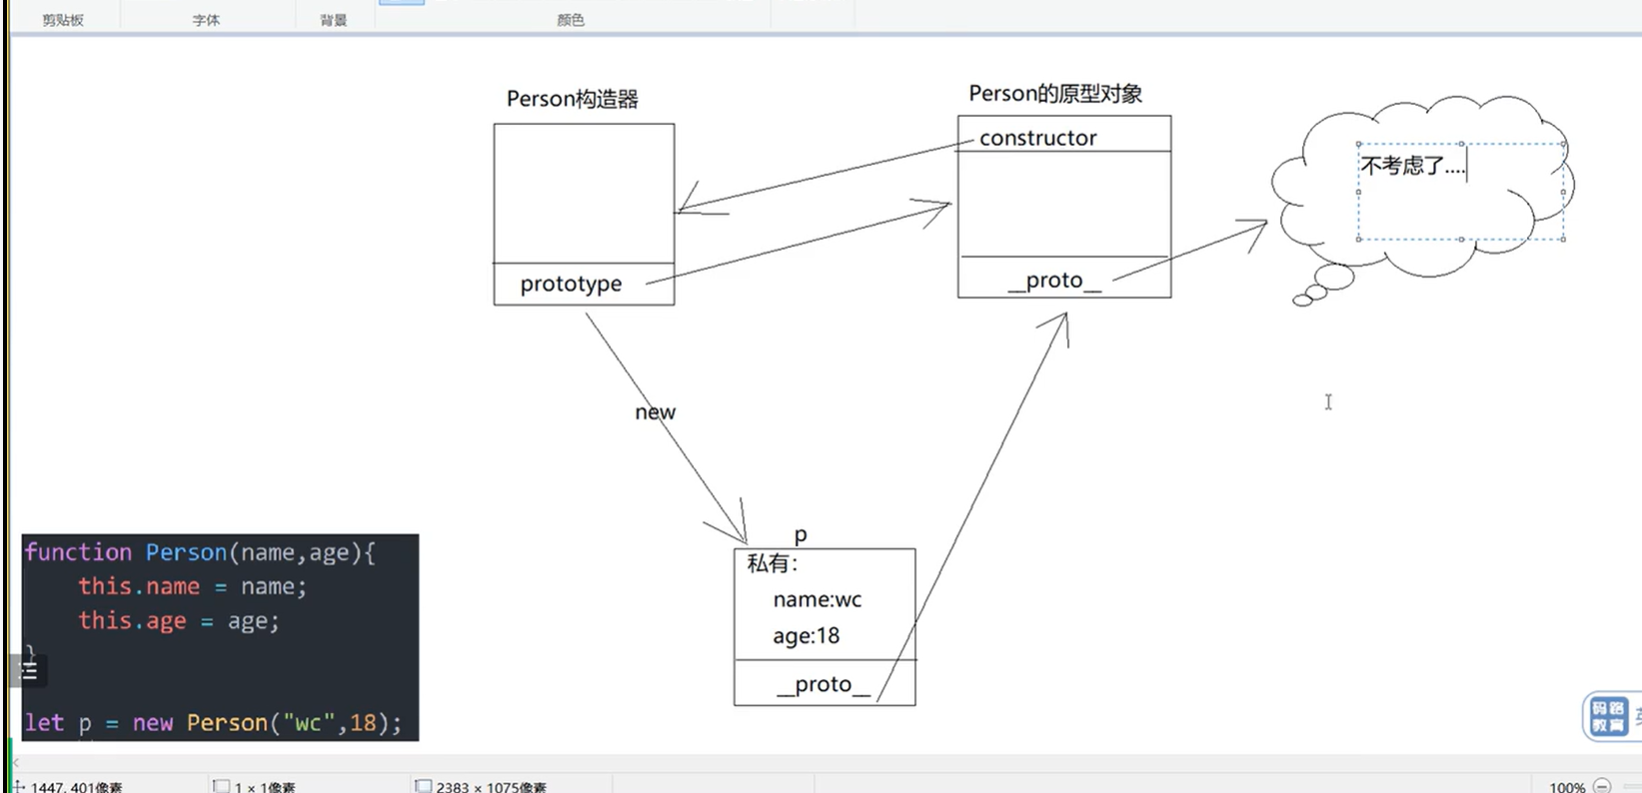 剪贴板
字体
背景
颜色
Person构造器
Person的原型对象
constructor
不考虑了....
prototype
__proto__
new
p
私有：
name:wc
age:18
__proto__
function Person(name,age){
this.name = name;
this.age = age;
}
let p = new Person("wc",18);
码路
教育
1447, 401像素
1 × 1像素
2383 × 1075像素
100%